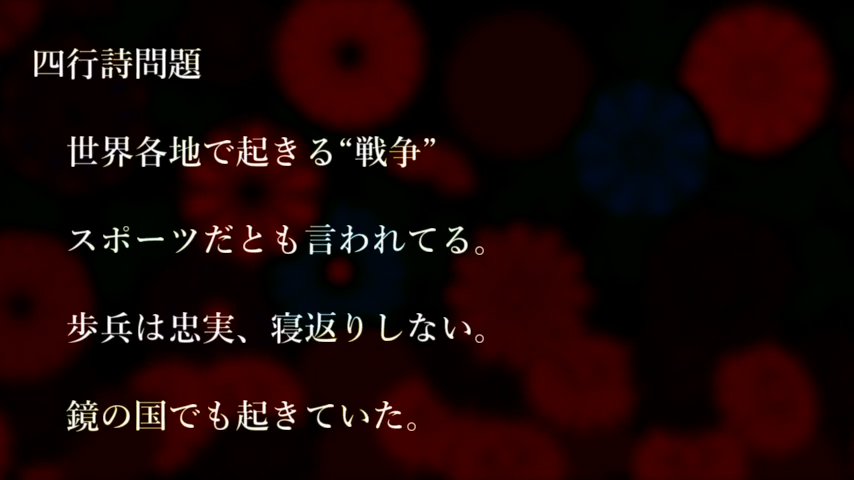 四行詩問題
世界各地で起きる“戦争”
スポーツだとも言われてる。
歩兵は忠実、寝返りしない。
鏡の国でも起きていた。